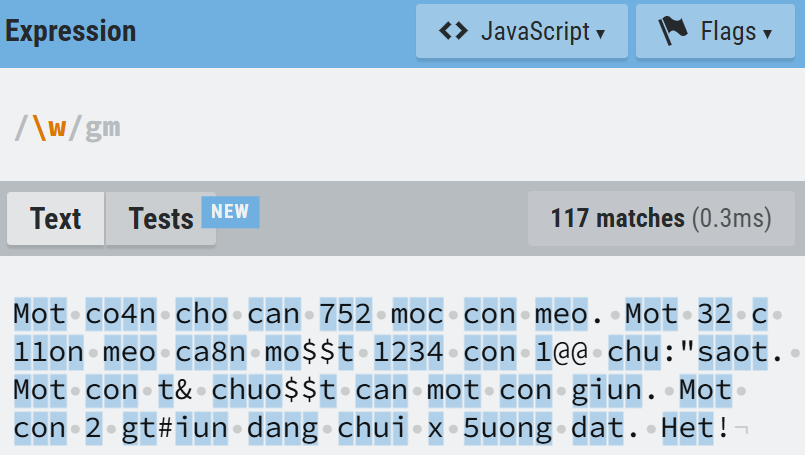 Expression
<> JavaScript ▾
Flags ▾
/\w/gm
Text
Tests
NEW
117 matches (0.3ms)
Mot co4n cho can 752 moc con meo. Mot 32 c
11on meo ca8n mo$$t 1234 con 1@@ chu:"saot.
Mot con t& chuo$$t can mot con giun. Mot
con 2 gt#iun dang chui x 5uong dat. Het!¬